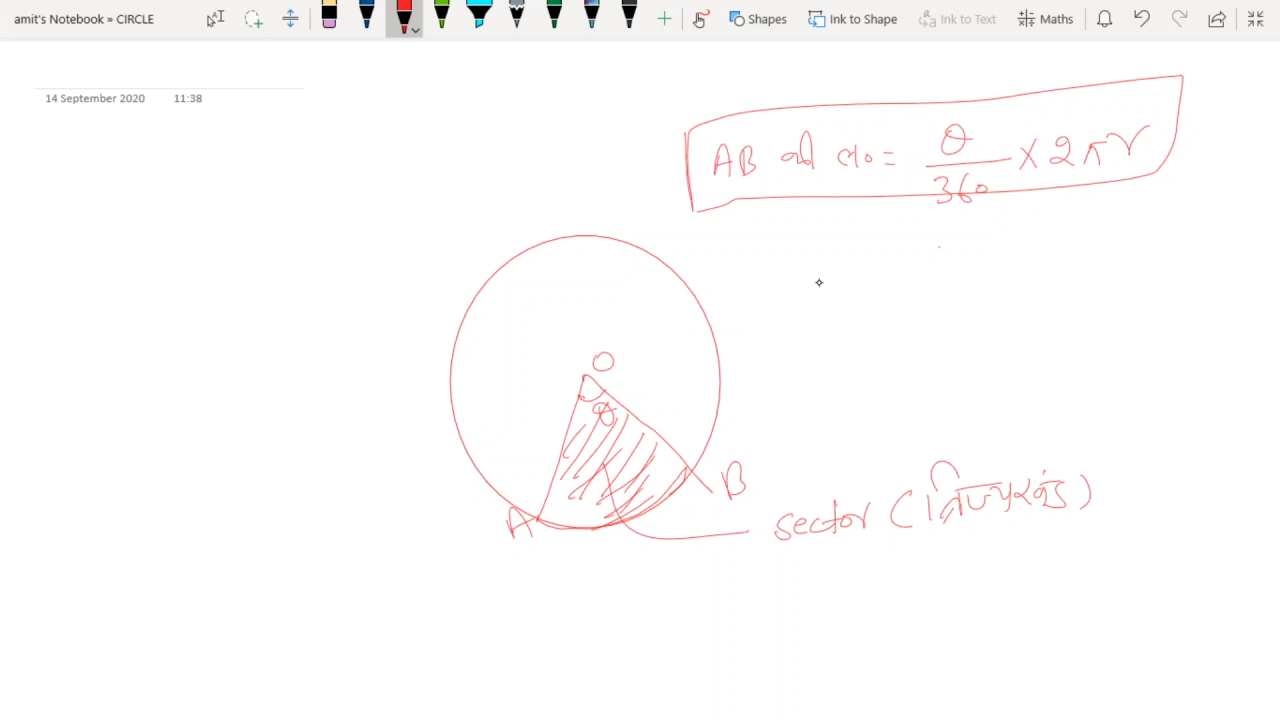 amit's Notebook » CIRCLE
Shapes
Ink to Shape
Ink to Text
Maths
14 September 2020 11:38
AB = θ/360 × 2πr
O
θ
B
A
sector (त्रिज्यखंड)